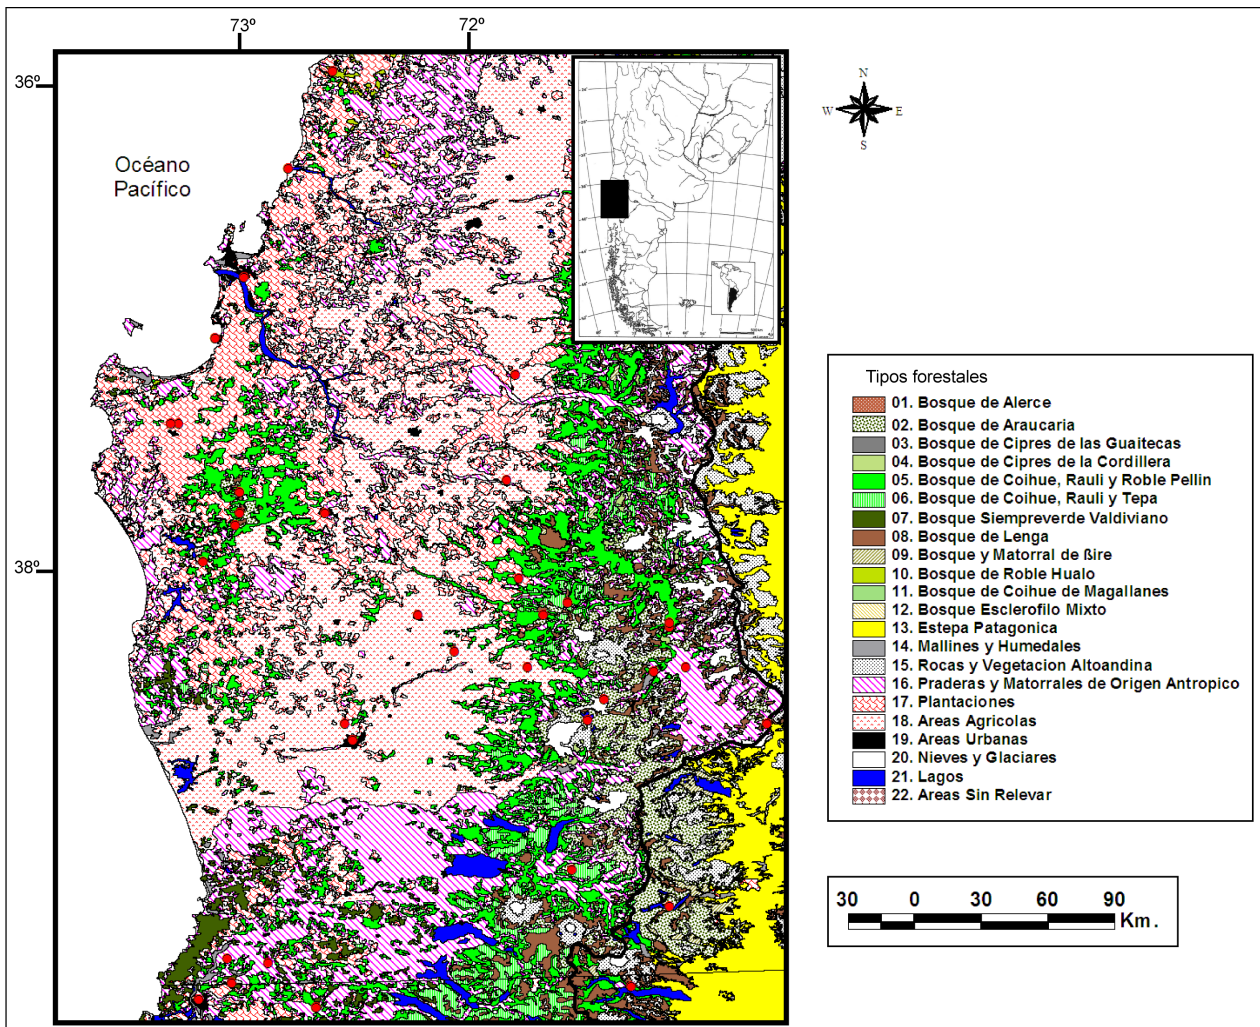 73º
72º
36º
38º
Océano
Pacífico
N
W
E
S
Tipos forestales
01. Bosque de Alerce
02. Bosque de Araucaria
03. Bosque de Cipres de las Guaitecas
04. Bosque de Cipres de la Cordillera
05. Bosque de Coihue, Rauli y Roble Pellin
06. Bosque de Coihue, Rauli y Tepa
07. Bosque Siempreverde Valdiviano
08. Bosque de Lenga
09. Bosque y Matorral de ßire
10. Bosque de Roble Hualo
11. Bosque de Coihue de Magallanes
12. Bosque Esclerofilo Mixto
13. Estepa Patagonica
14. Mallines y Humedales
15. Rocas y Vegetacion Altoandina
16. Praderas y Matorrales de Origen Antropico
17. Plantaciones
18. Areas Agricolas
19. Areas Urbanas
20. Nieves y Glaciares
21. Lagos
22. Areas Sin Relevar
30 0 30 60 90
Km.